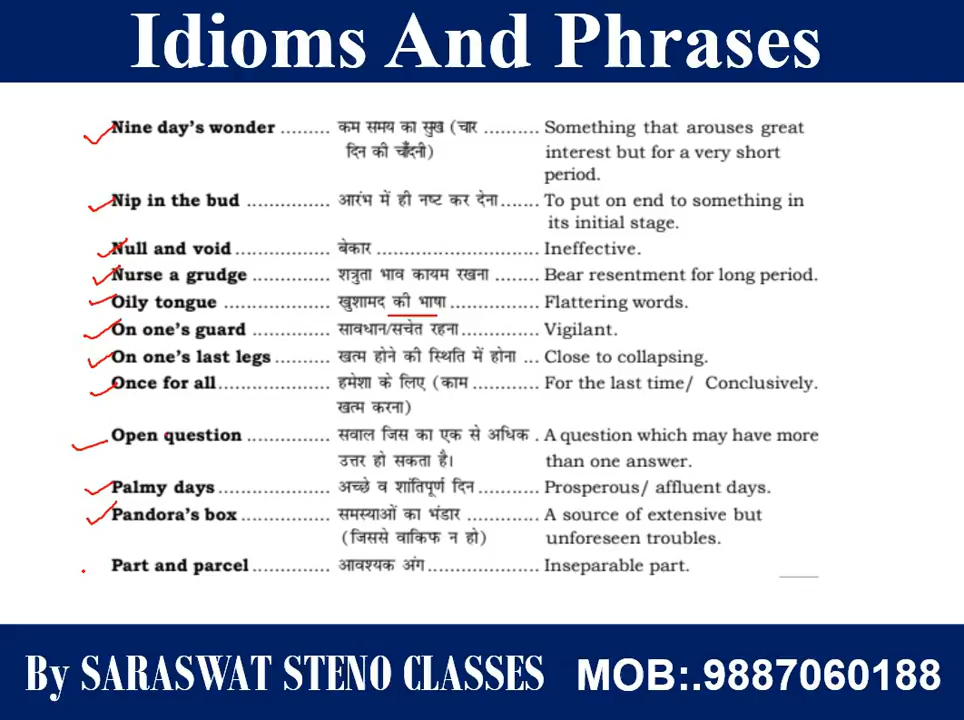 Idioms And Phrases
Nine day's wonder ......... कम समय का सुख (चार .......... Something that arouses great
दिन की चाँदनी) interest but for a very short
period.
Nip in the bud ............... आरंभ में ही नष्ट कर देना ....... To put on end to something in
its initial stage.
Null and void ................. बेकार ............................ Ineffective.
Nurse a grudge .............. शत्रुता भाव कायम रखना ........ Bear resentment for long period.
Oily tongue .................... खुशामद की भाषा ................ Flattering words.
On one's guard .............. सावधान/सचेत रहना .............. Vigilant.
On one's last legs .......... खत्म होने की स्थिति में होना ... Close to collapsing.
Once for all .................... हमेशा के लिए (काम ............ For the last time/ Conclusively.
खत्म करना)
Open question ............... सवाल जिस का एक से अधिक . A question which may have more
उत्तर हो सकता है। than one answer.
Palmy days .................... अच्छे व शांतिपूर्ण दिन ........... Prosperous/ affluent days.
Pandora's box ................ समस्याओं का भंडार ............. A source of extensive but
(जिससे वाकिफ न हो) unforeseen troubles.
Part and parcel .............. आवश्यक अंग .................... Inseparable part.
By SARASWAT STENO CLASSES MOB:.9887060188